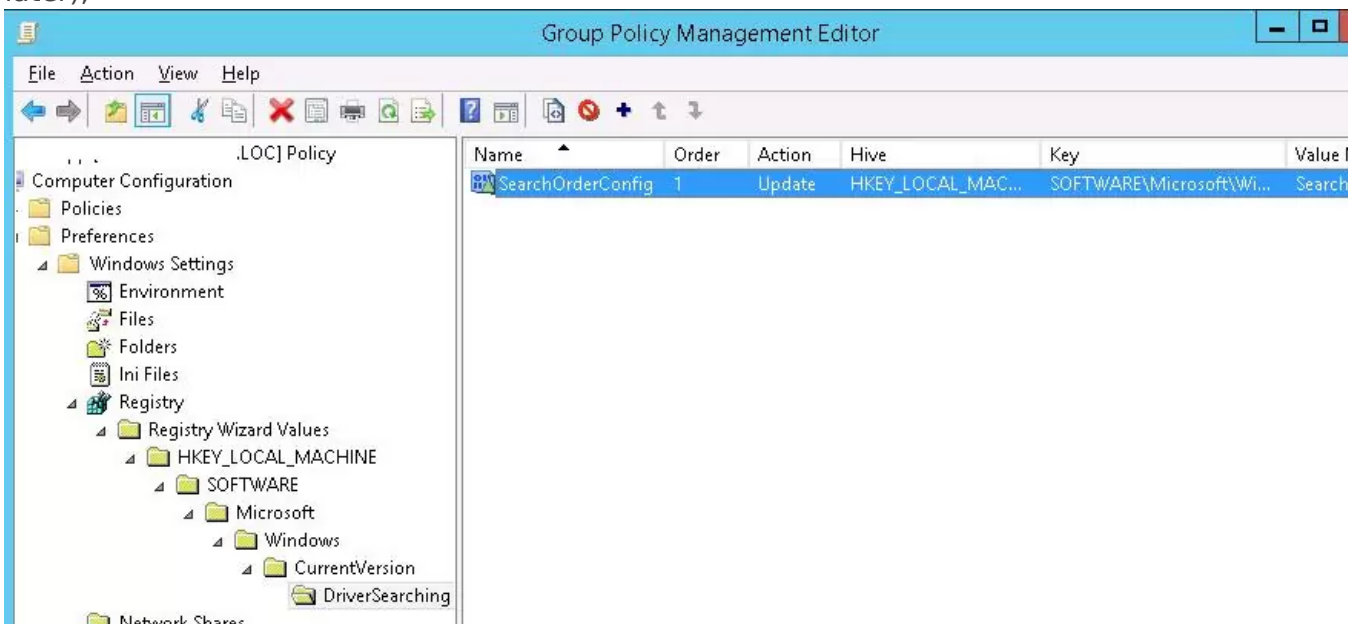 Group Policy Management Editor
File Action View Help
.LOC] Policy
Computer Configuration
Policies
Preferences
Windows Settings
Environment
Files
Folders
Ini Files
Registry
Registry Wizard Values
HKEY_LOCAL_MACHINE
SOFTWARE
Microsoft
Windows
CurrentVersion
DriverSearching
Network Shares
Name Order Action Hive Key Value
SearchOrderConfig 1 Update HKEY_LOCAL_MAC... SOFTWARE\Microsoft\Wi... Search